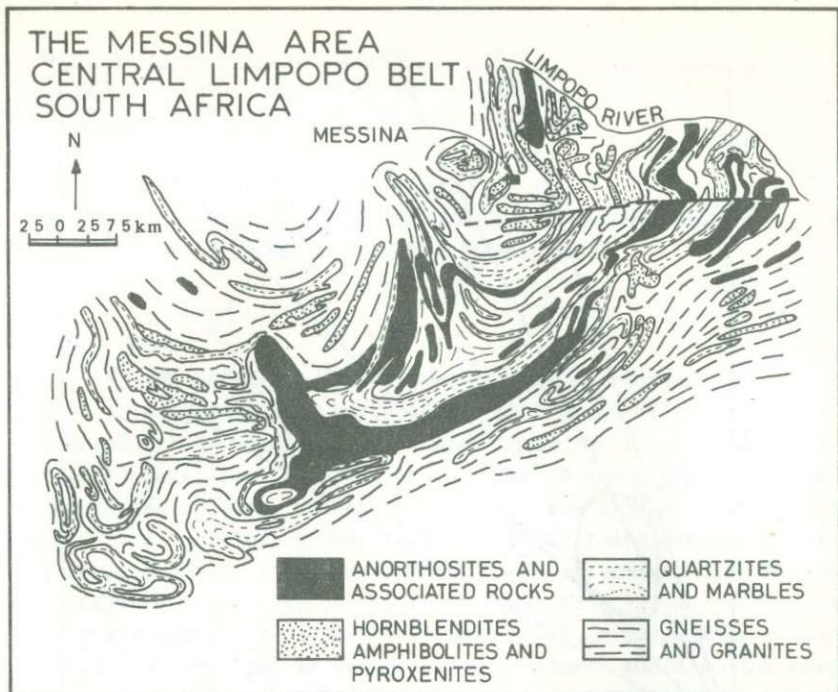 THE MESSINA AREA
CENTRAL LIMPOPO BELT
SOUTH AFRICA
LIMPOPO RIVER
MESSINA
N
25 0 25 75 km
ANORTHOSITES AND
ASSOCIATED ROCKS
QUARTZITES
AND MARBLES
HORNBLENDITES
AMPHIBOLITES AND
PYROXENITES
GNEISSES
AND GRANITES